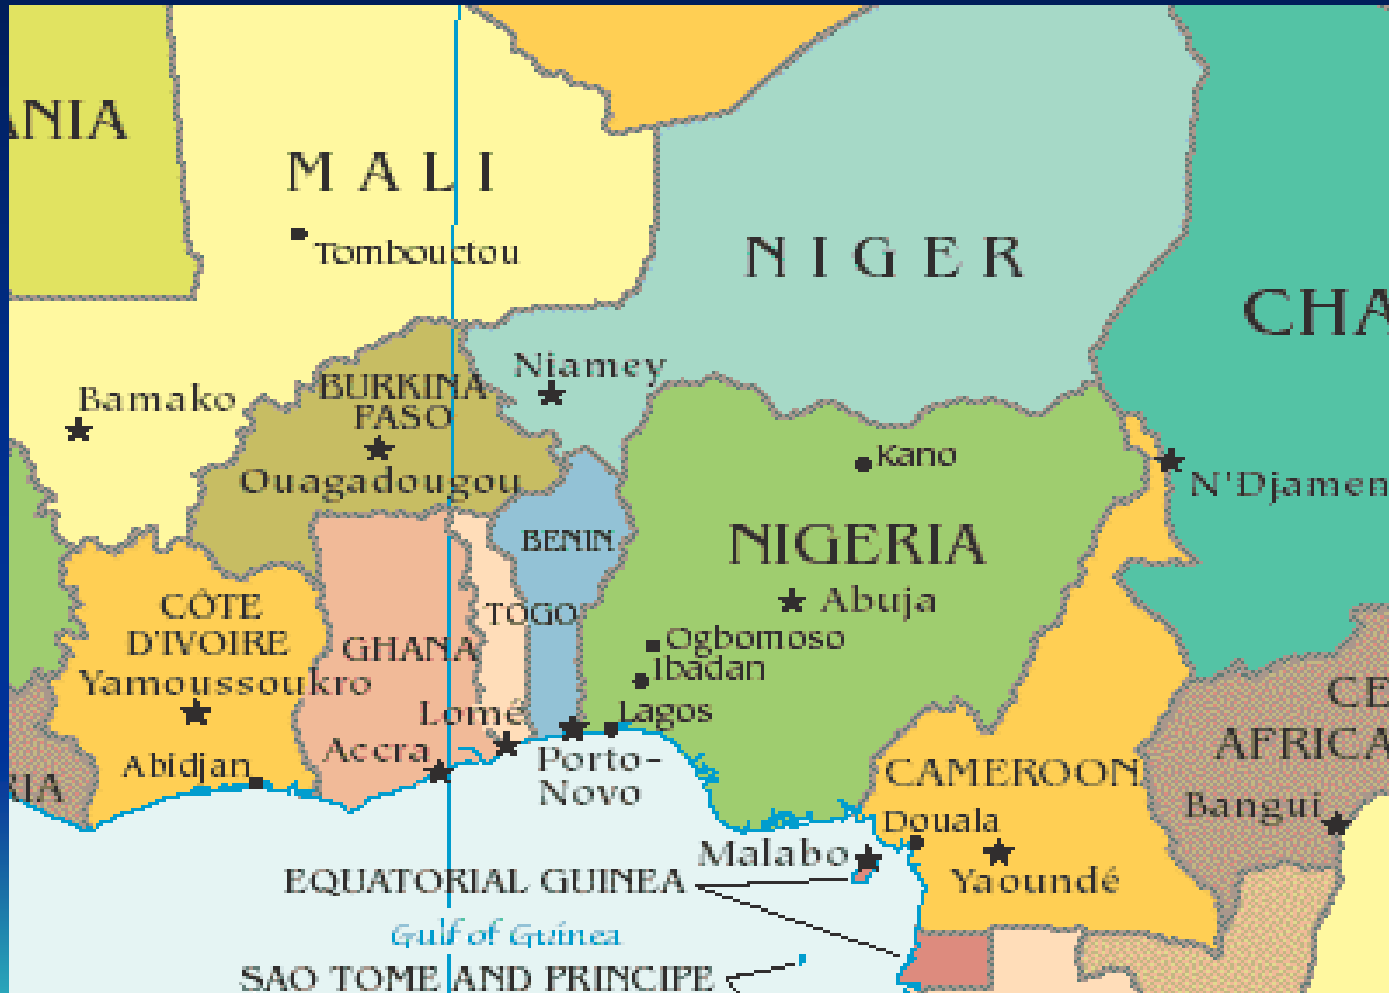 ANIA
MALI
Tombouctou
NIGER
CHA
Niamey
BURKINA
FASO
Bamako
Ouagadougou
Kano
N'Djamen
BENIN
NIGERIA
Abuja
CÔTE
D'IVOIRE
TOGO
GHANA
Ogbomoso
Ibadan
Yamoussoukro
Lomé
Lagos
CE
AFRICA
Accra
Abidjan
Porto-
Novo
CAMEROON
RIA
Bangui
Douala
Malabo
Yaoundé
EQUATORIAL GUINEA
Gulf of Guinea
SAO TOME AND PRINCIPE